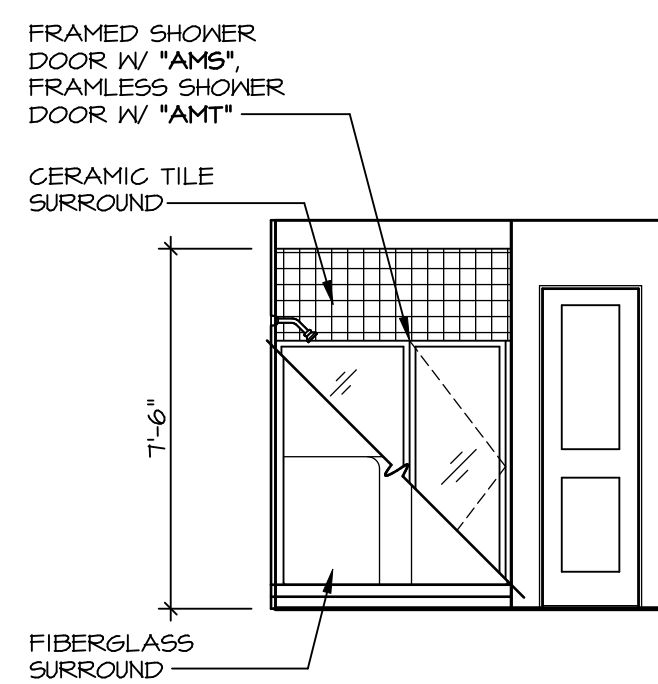 FRAMED SHOWER
DOOR W/ "AMS",
FRAMLESS SHOWER
DOOR W/ "AMT"
CERAMIC TILE
SURROUND
7'-6"
FIBERGLASS
SURROUND